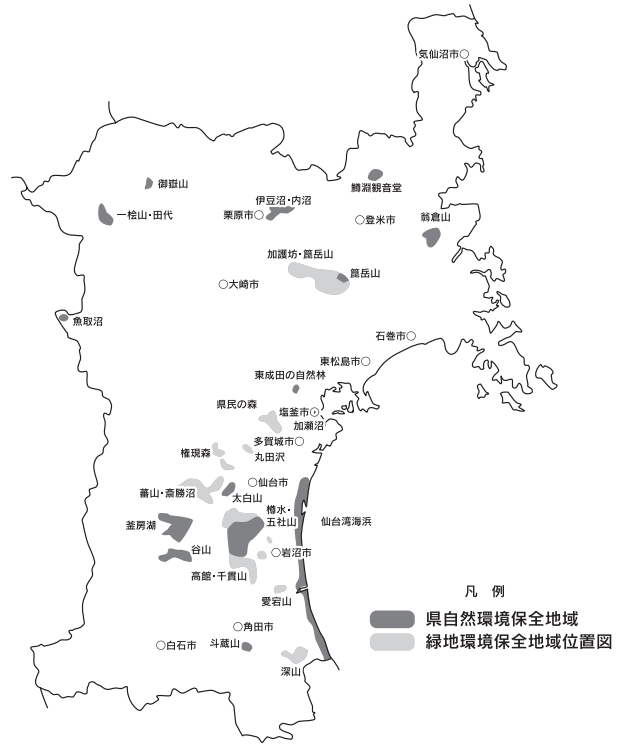 気仙沼市
御嶽山
鱒淵観音堂
一桧山・田代
伊豆沼・内沼
栗原市
登米市
翁倉山
加護坊・箟岳山
箟岳山
大崎市
魚取沼
石巻市
東松島市
東成田の自然林
県民の森
塩釜市
加瀬沼
多賀城市
権現森
丸田沢
仙台市
蕃山・斎勝沼
太白山
樽水・
五社山
釜房湖
仙台湾海浜
谷山
岩沼市
高館・千貫山
愛宕山
凡 例
県自然環境保全地域
緑地環境保全地域位置図
角田市
白石市
斗蔵山
深山